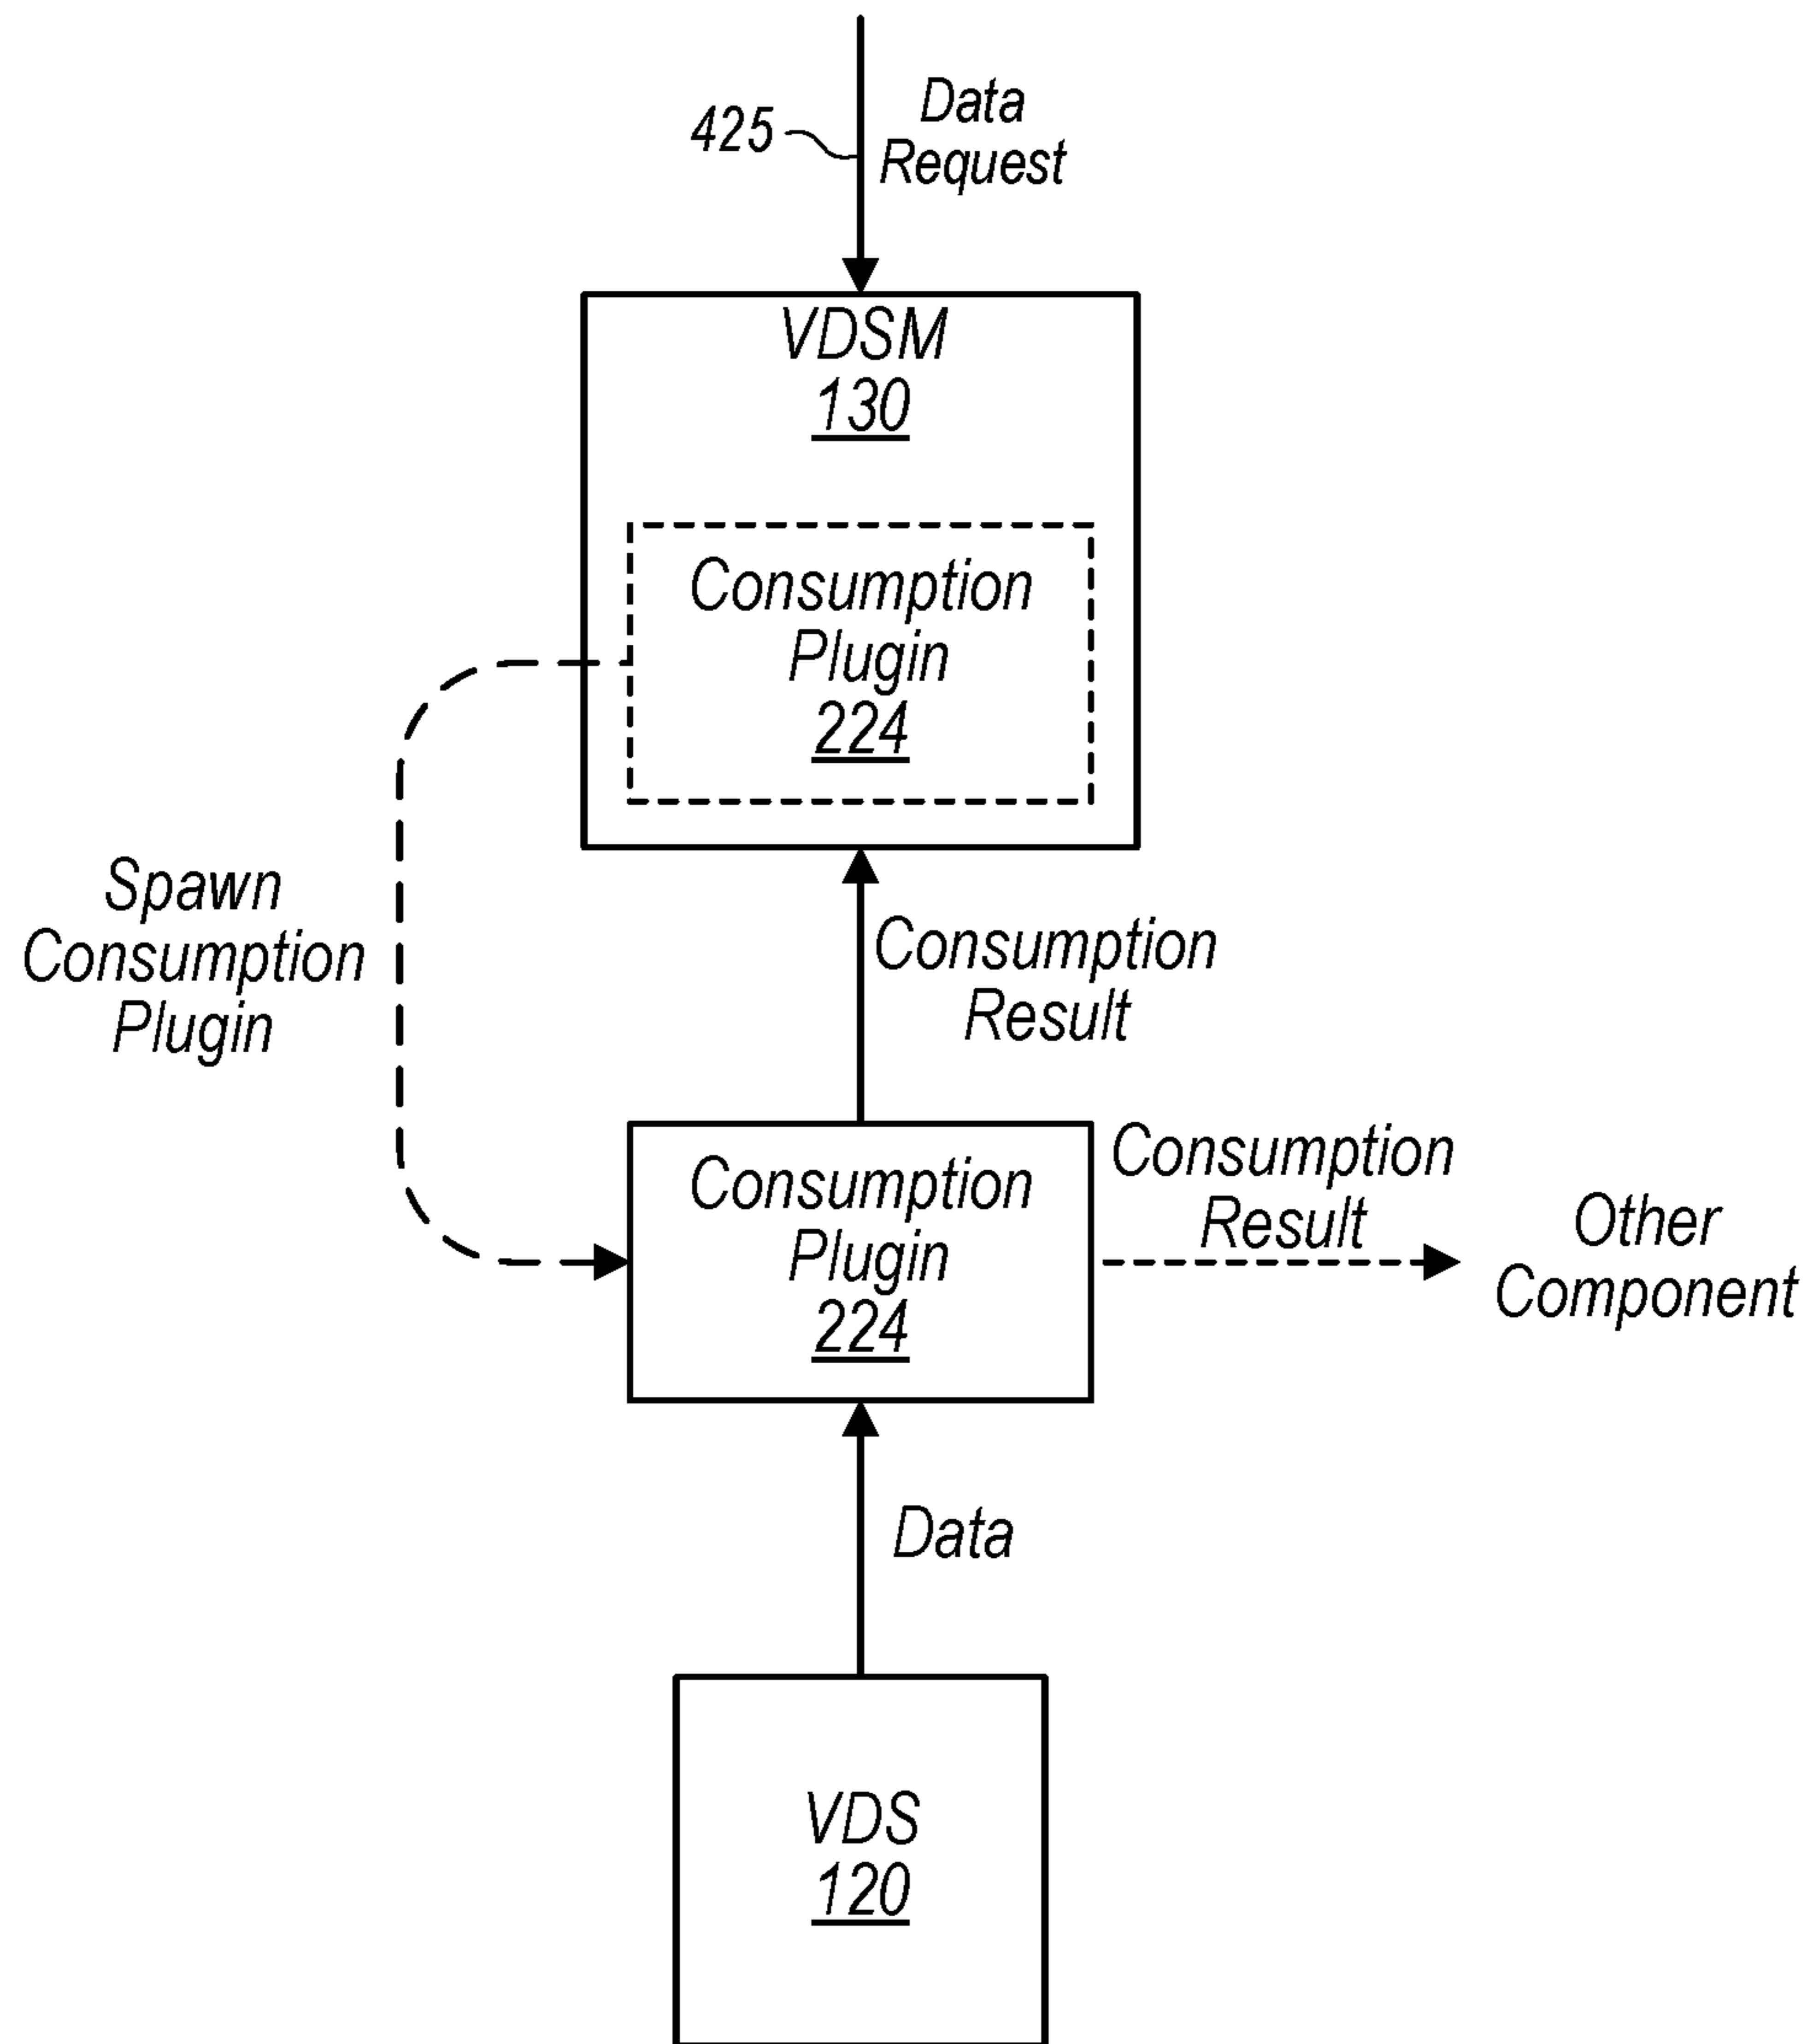 425
Data
Request
VDSM
130
Consumption
Plugin
224
Spawn
Consumption
Plugin
Consumption
Result
Consumption
Plugin
224
Consumption
Result
Other
Component
Data
VDS
120